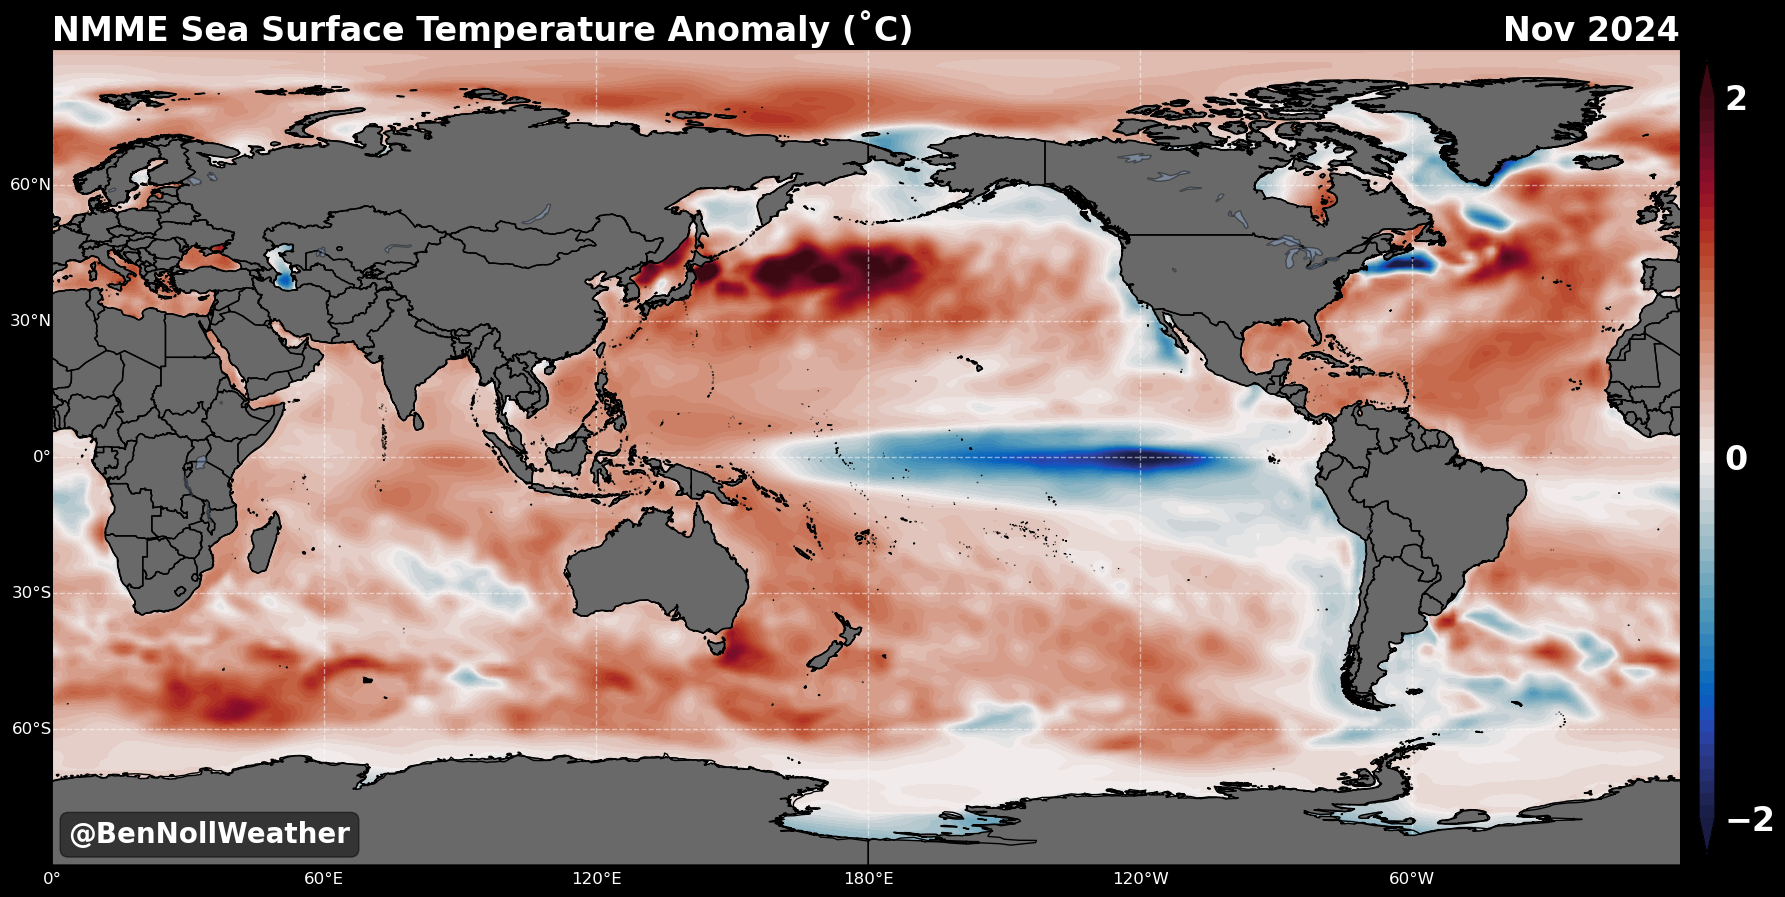 NMME Sea Surface Temperature Anomaly (˚C)
Nov 2024
2
0
−2
60°N
30°N
0°
30°S
60°S
@BenNollWeather
0°
60°E
120°E
180°E
120°W
60°W